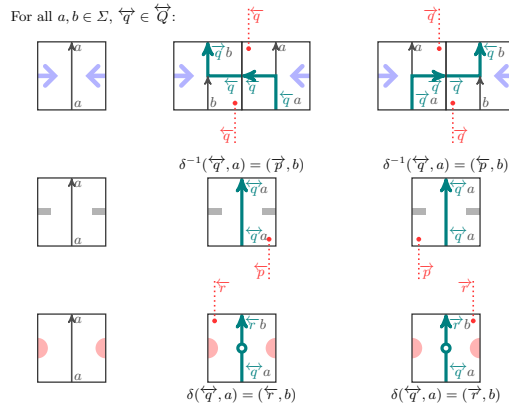 For all a, b ∈ Σ, q⃡ ∈ Q⃡:
q⃖ q⃗
a q⃡ b a a q⃡ b
q⃖ q⃖ q⃗ q⃗
a b q⃖ a q⃗ a b
q⃖ q⃗
δ⁻¹(q⃡, a) = (p⃗, b) δ⁻¹(q⃡, a) = (p⃖, b)
a q⃡ a q⃡ a
a q⃡ a q⃡ a
p⃖ p⃗
r⃖ r⃗
a r⃖ b r⃗ b
a q⃡ a q⃡ a
δ(q⃡, a) = (r⃖, b) δ(q⃡, a) = (r⃗, b)